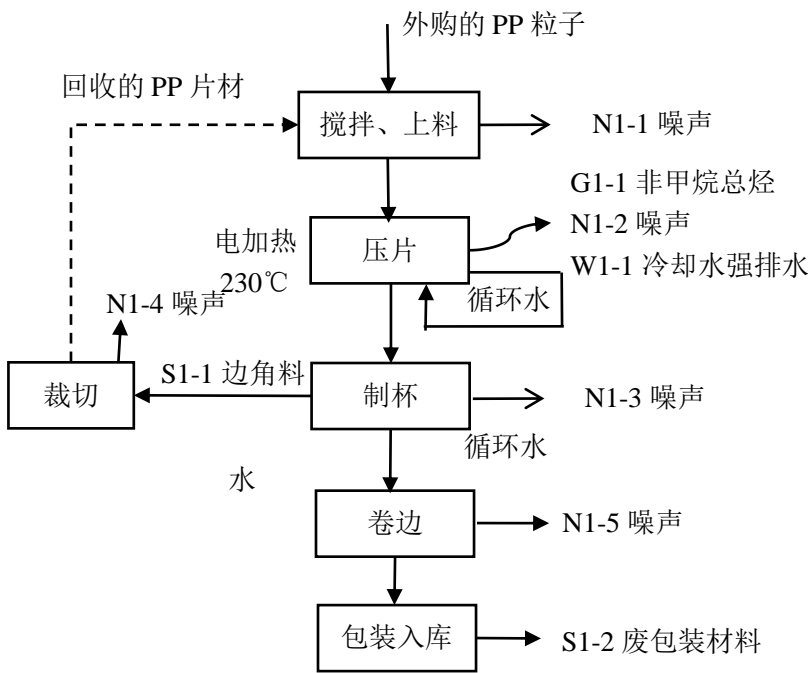 外购的 PP 粒子
回收的 PP 片材
搅拌、上料
N1-1 噪声
G1-1 非甲烷总烃
电加热
230℃
压片
N1-2 噪声
W1-1 冷却水强排水
循环水
N1-4 噪声
裁切
S1-1 边角料
制杯
N1-3 噪声
循环水
水
卷边
N1-5 噪声
包装入库
S1-2 废包装材料